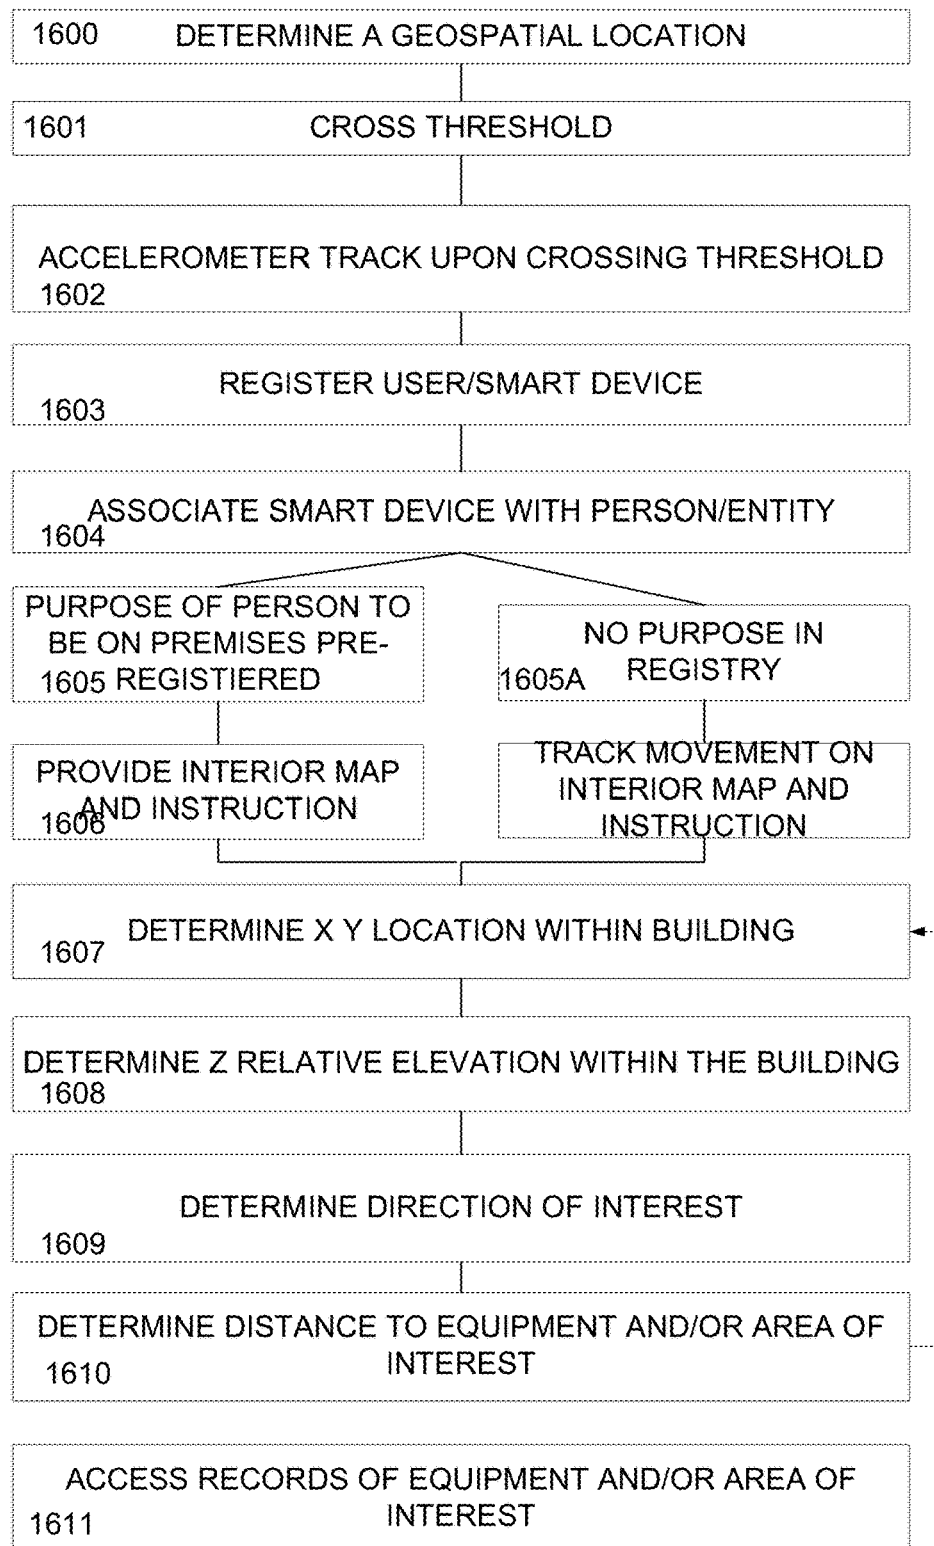 1600 DETERMINE A GEOSPATIAL LOCATION
1601 CROSS THRESHOLD
ACCELEROMETER TRACK UPON CROSSING THRESHOLD
1602
REGISTER USER/SMART DEVICE
1603
ASSOCIATE SMART DEVICE WITH PERSON/ENTITY
1604
PURPOSE OF PERSON TO
BE ON PREMISES PRE-
1605 REGISTIERED
NO PURPOSE IN
REGISTRY
1605A
PROVIDE INTERIOR MAP
AND INSTRUCTION
1606
TRACK MOVEMENT ON
INTERIOR MAP AND
INSTRUCTION
DETERMINE X Y LOCATION WITHIN BUILDING
1607
DETERMINE Z RELATIVE ELEVATION WITHIN THE BUILDING
1608
DETERMINE DIRECTION OF INTEREST
1609
DETERMINE DISTANCE TO EQUIPMENT AND/OR AREA OF
INTEREST
1610
ACCESS RECORDS OF EQUIPMENT AND/OR AREA OF
INTEREST
1611